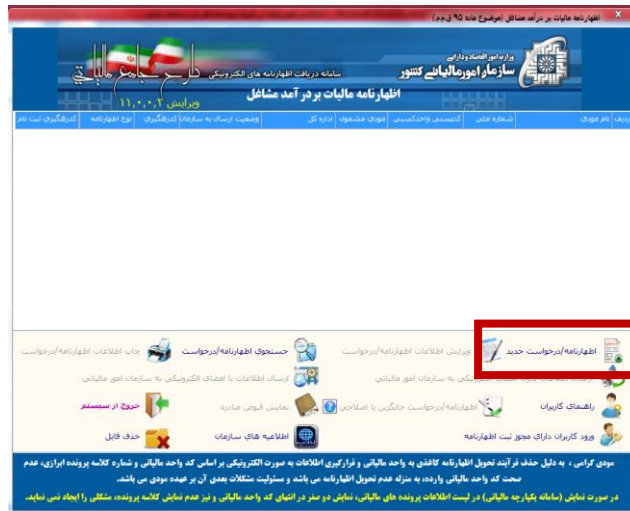 اظهارنامه مالیات بر درآمد مشاغل (موضوع ماده ۹۵ ق.م.م)
X
وزارت امور اقتصاد و دارایی
سازمان امور مالیاتی کشور
سامانه دریافت اظهارنامه های الکترونیکی
طرح جامع مالیاتی
اظهارنامه مالیات بر در آمد مشاغل
ویرایش ۱۱,۰,۰,۲
ردیف نام مودی شماره ملی کدپستی واحدکسبی مودی مشمول اداره کل وضعیت ارسال به سازمان کدرهگیری نوع اظهارنامه کدرهگیری ثبت نام
اظهارنامه/درخواست جدید
ویرایش اطلاعات اظهارنامه/درخواست
جستجوی اظهارنامه/درخواست
چاپ اطلاعات اظهارنامه/درخواست
الکترونیکی به سازمان امور مالیاتی
ارسال اطلاعات با امضای الکترونیکی به سازمان امور مالیاتی
راهنمای کاربران
اظهارنامه/درخواست جایگزین یا اصلاحی
نمایش قبوض صادره
خروج از سیستم
ورود کاربران دارای مجوز ثبت اظهارنامه
اطلاعیه های سازمان
حذف فایل
مودی گرامی ، به دلیل حذف فرآیند تحویل اظهارنامه کاغذی به واحد مالیاتی و قرارگیری اطلاعات به صورت الکترونیکی بر اساس کد واحد مالیاتی و شماره کلاسه پرونده ابرازی، عدم
صحت کد واحد مالیاتی وارده، به منزله عدم تحویل اظهارنامه می باشد و مسئولیت مشکلات بعدی آن بر عهده مودی می باشد.
در صورت نمایش (سامانه یکپارچه مالیاتی) در لیست اطلاعات پرونده های مالیاتی، نمایش دو صفر در انتهای کد واحد مالیاتی و نیز عدم نمایش کلاسه پرونده، مشکلی را ایجاد نمی نماید.